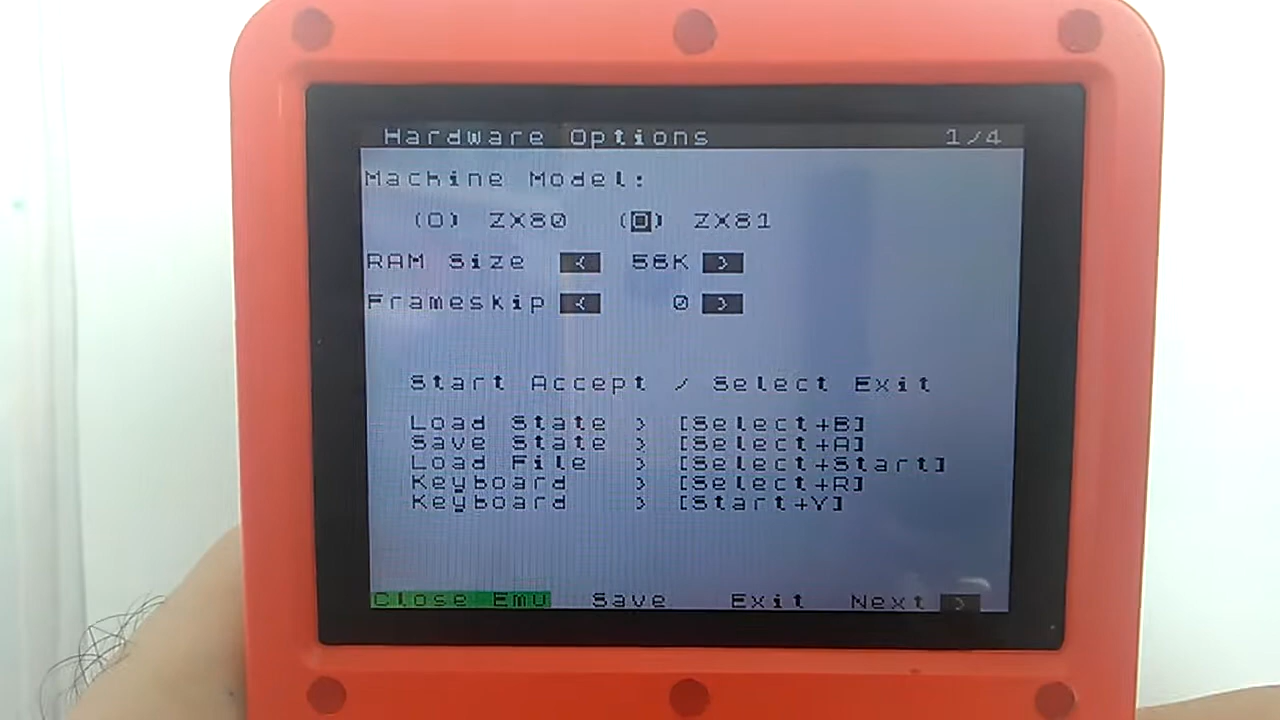 Hardware Options 1/4
Machine Model:
(O) ZX80 (O) ZX81
RAM Size < 56K >
Frameskip < 0 >
Start Accept / Select Exit
Load State > [Select+B]
Save State > [Select+A]
Load File > [Select+Start]
Keyboard > [Select+R]
Keyboard > [Start+Y]
Close Emu Save Exit Next >